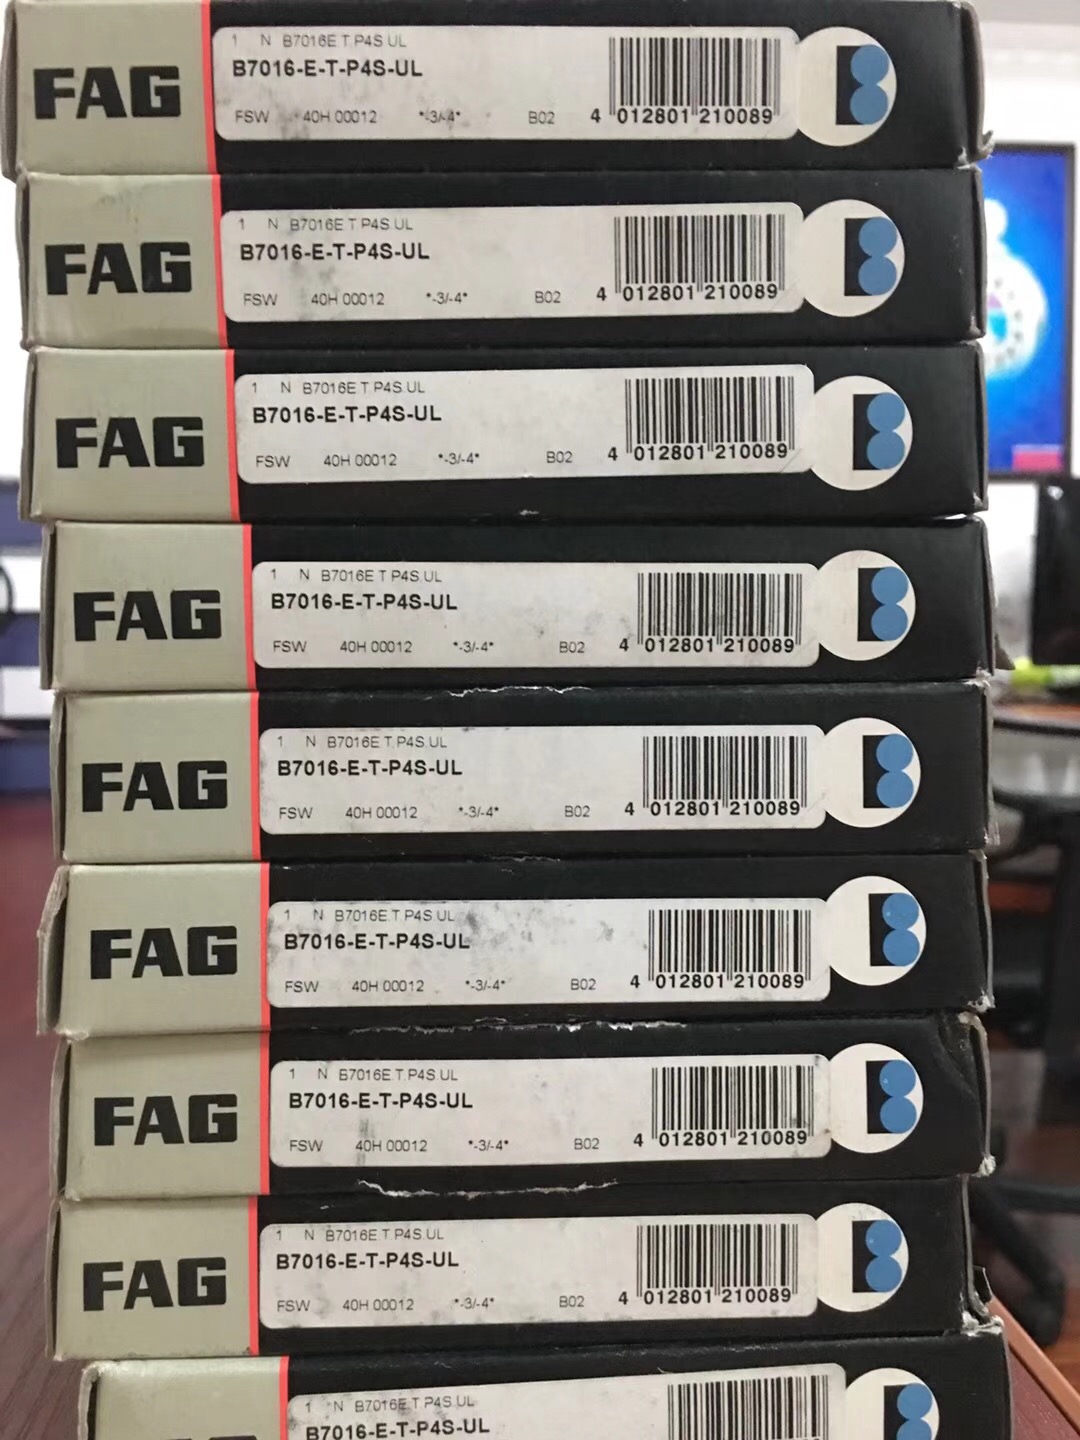 FAG
1 N B7016E T P4S UL
B7016-E-T-P4S-UL
FSW 40H 00012 *-3/-4* B02 4 012801 210089
FAG
1 N B7016E T P4S UL
B7016-E-T-P4S-UL
FSW 40H 00012 *-3/-4* B02 4 012801 210089
FAG
1 N B7016E T P4S UL
B7016-E-T-P4S-UL
FSW 40H 00012 *-3/-4* B02 4 012801 210089
FAG
1 N B7016E T P4S UL
B7016-E-T-P4S-UL
FSW 40H 00012 *-3/-4* B02 4 012801 210089
FAG
1 N B7016E T P4S UL
B7016-E-T-P4S-UL
FSW 40H 00012 *-3/-4* B02 4 012801 210089
FAG
1 N B7016E T P4S UL
B7016-E-T-P4S-UL
FSW 40H 00012 *-3/-4* B02 4 012801 210089
FAG
1 N B7016E T P4S UL
B7016-E-T-P4S-UL
FSW 40H 00012 *-3/-4* B02 4 012801 210089
FAG
1 N B7016E T P4S UL
B7016-E-T-P4S-UL
FSW 40H 00012 *-3/-4* B02 4 012801 210089
FAG
1 N B7016E T P4S UL
B7016-E-T-P4S-UL